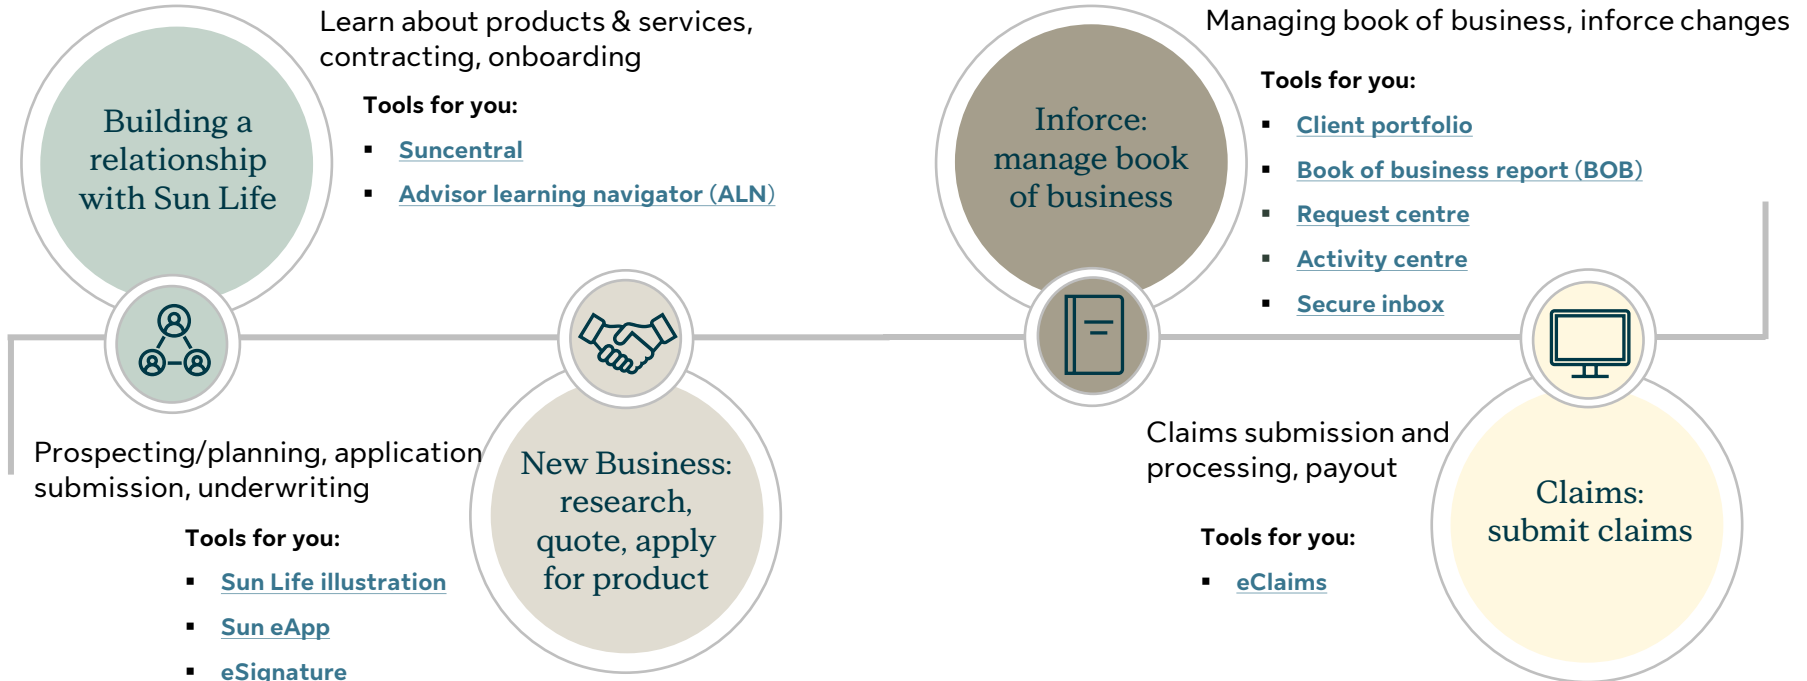 Learn about products & services,
contracting, onboarding
Building a
relationship
with Sun Life
Tools for you:
▪ Suncentral
▪ Advisor learning navigator (ALN)
Prospecting/planning, application
submission, underwriting
Tools for you:
▪ Sun Life illustration
▪ Sun eApp
▪ eSignature
New Business:
research,
quote, apply
for product
Managing book of business, inforce changes
Inforce:
manage book
of business
Tools for you:
▪ Client portfolio
▪ Book of business report (BOB)
▪ Request centre
▪ Activity centre
▪ Secure inbox
Claims submission and
processing, payout
Tools for you:
▪ eClaims
Claims:
submit claims